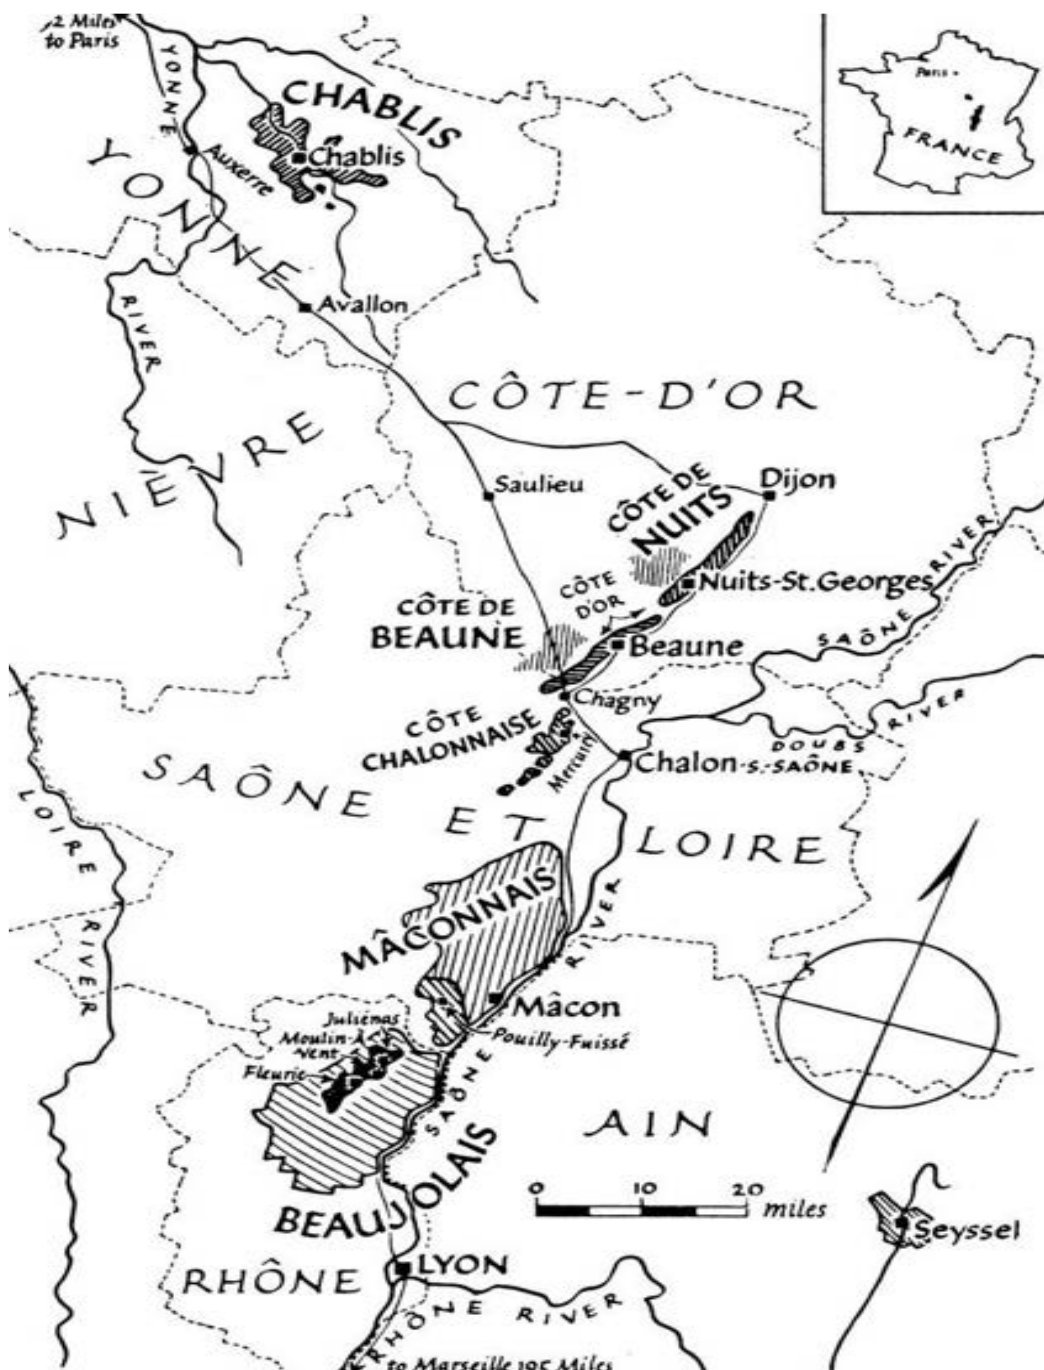 2 Miles
to Paris
YONNE
CHABLIS
Chablis
Auxerre
YONNE
Paris
FRANCE
Avallon
RIVER
CÔTE-D'OR
NIEVRE
Saulieu
CÔTE DE
NUITS
Dijon
Nuits-St. Georges
CÔTE
D'OR
SAÔNE RIVER
CÔTE DE
BEAUNE
Beaune
Chagny
CÔTE
CHALONNAISE
Mercurey
DOUBS RIVER
Chalon-S.-SAÔNE
SAÔNE ET LOIRE
LOIRE RIVER
MÂCONNAIS
RIVER
Mâcon
Pouilly-Fuissé
Juliénas
Moulin-À-
Vent
Fleurie
SAÔNE
AIN
BEAUJOLAIS
0 10 20
miles
Seyssel
LYON
RHÔNE
RHÔNE RIVER
to Marseille 195 Miles